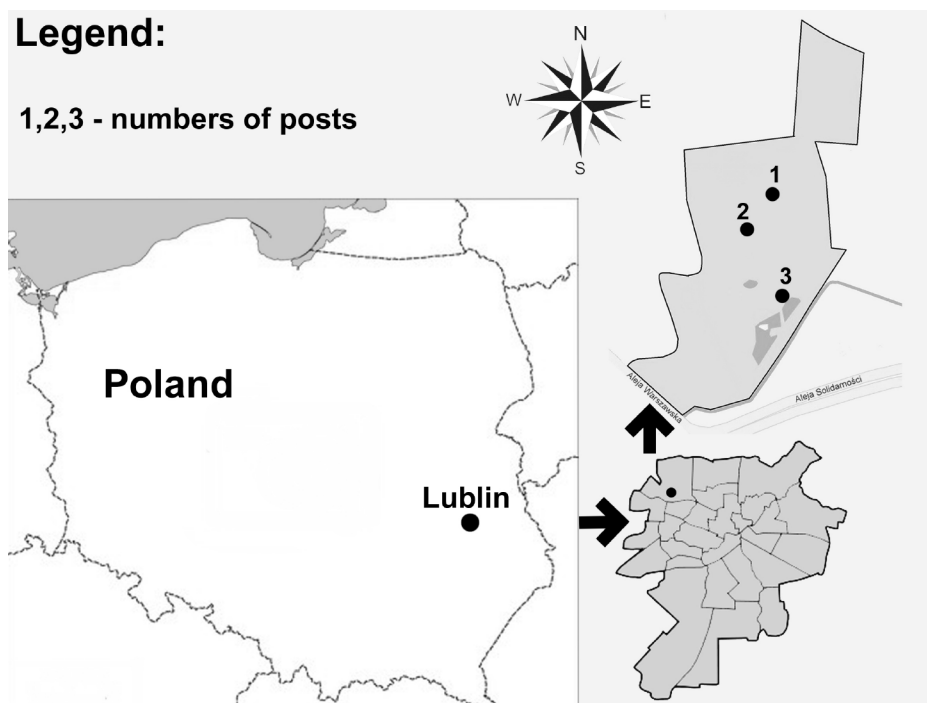 Legend:
1,2,3 - numbers of posts
N
W
E
S
1
2
3
Aleja Warszawska
Aleja Solidarności
Poland
Lublin